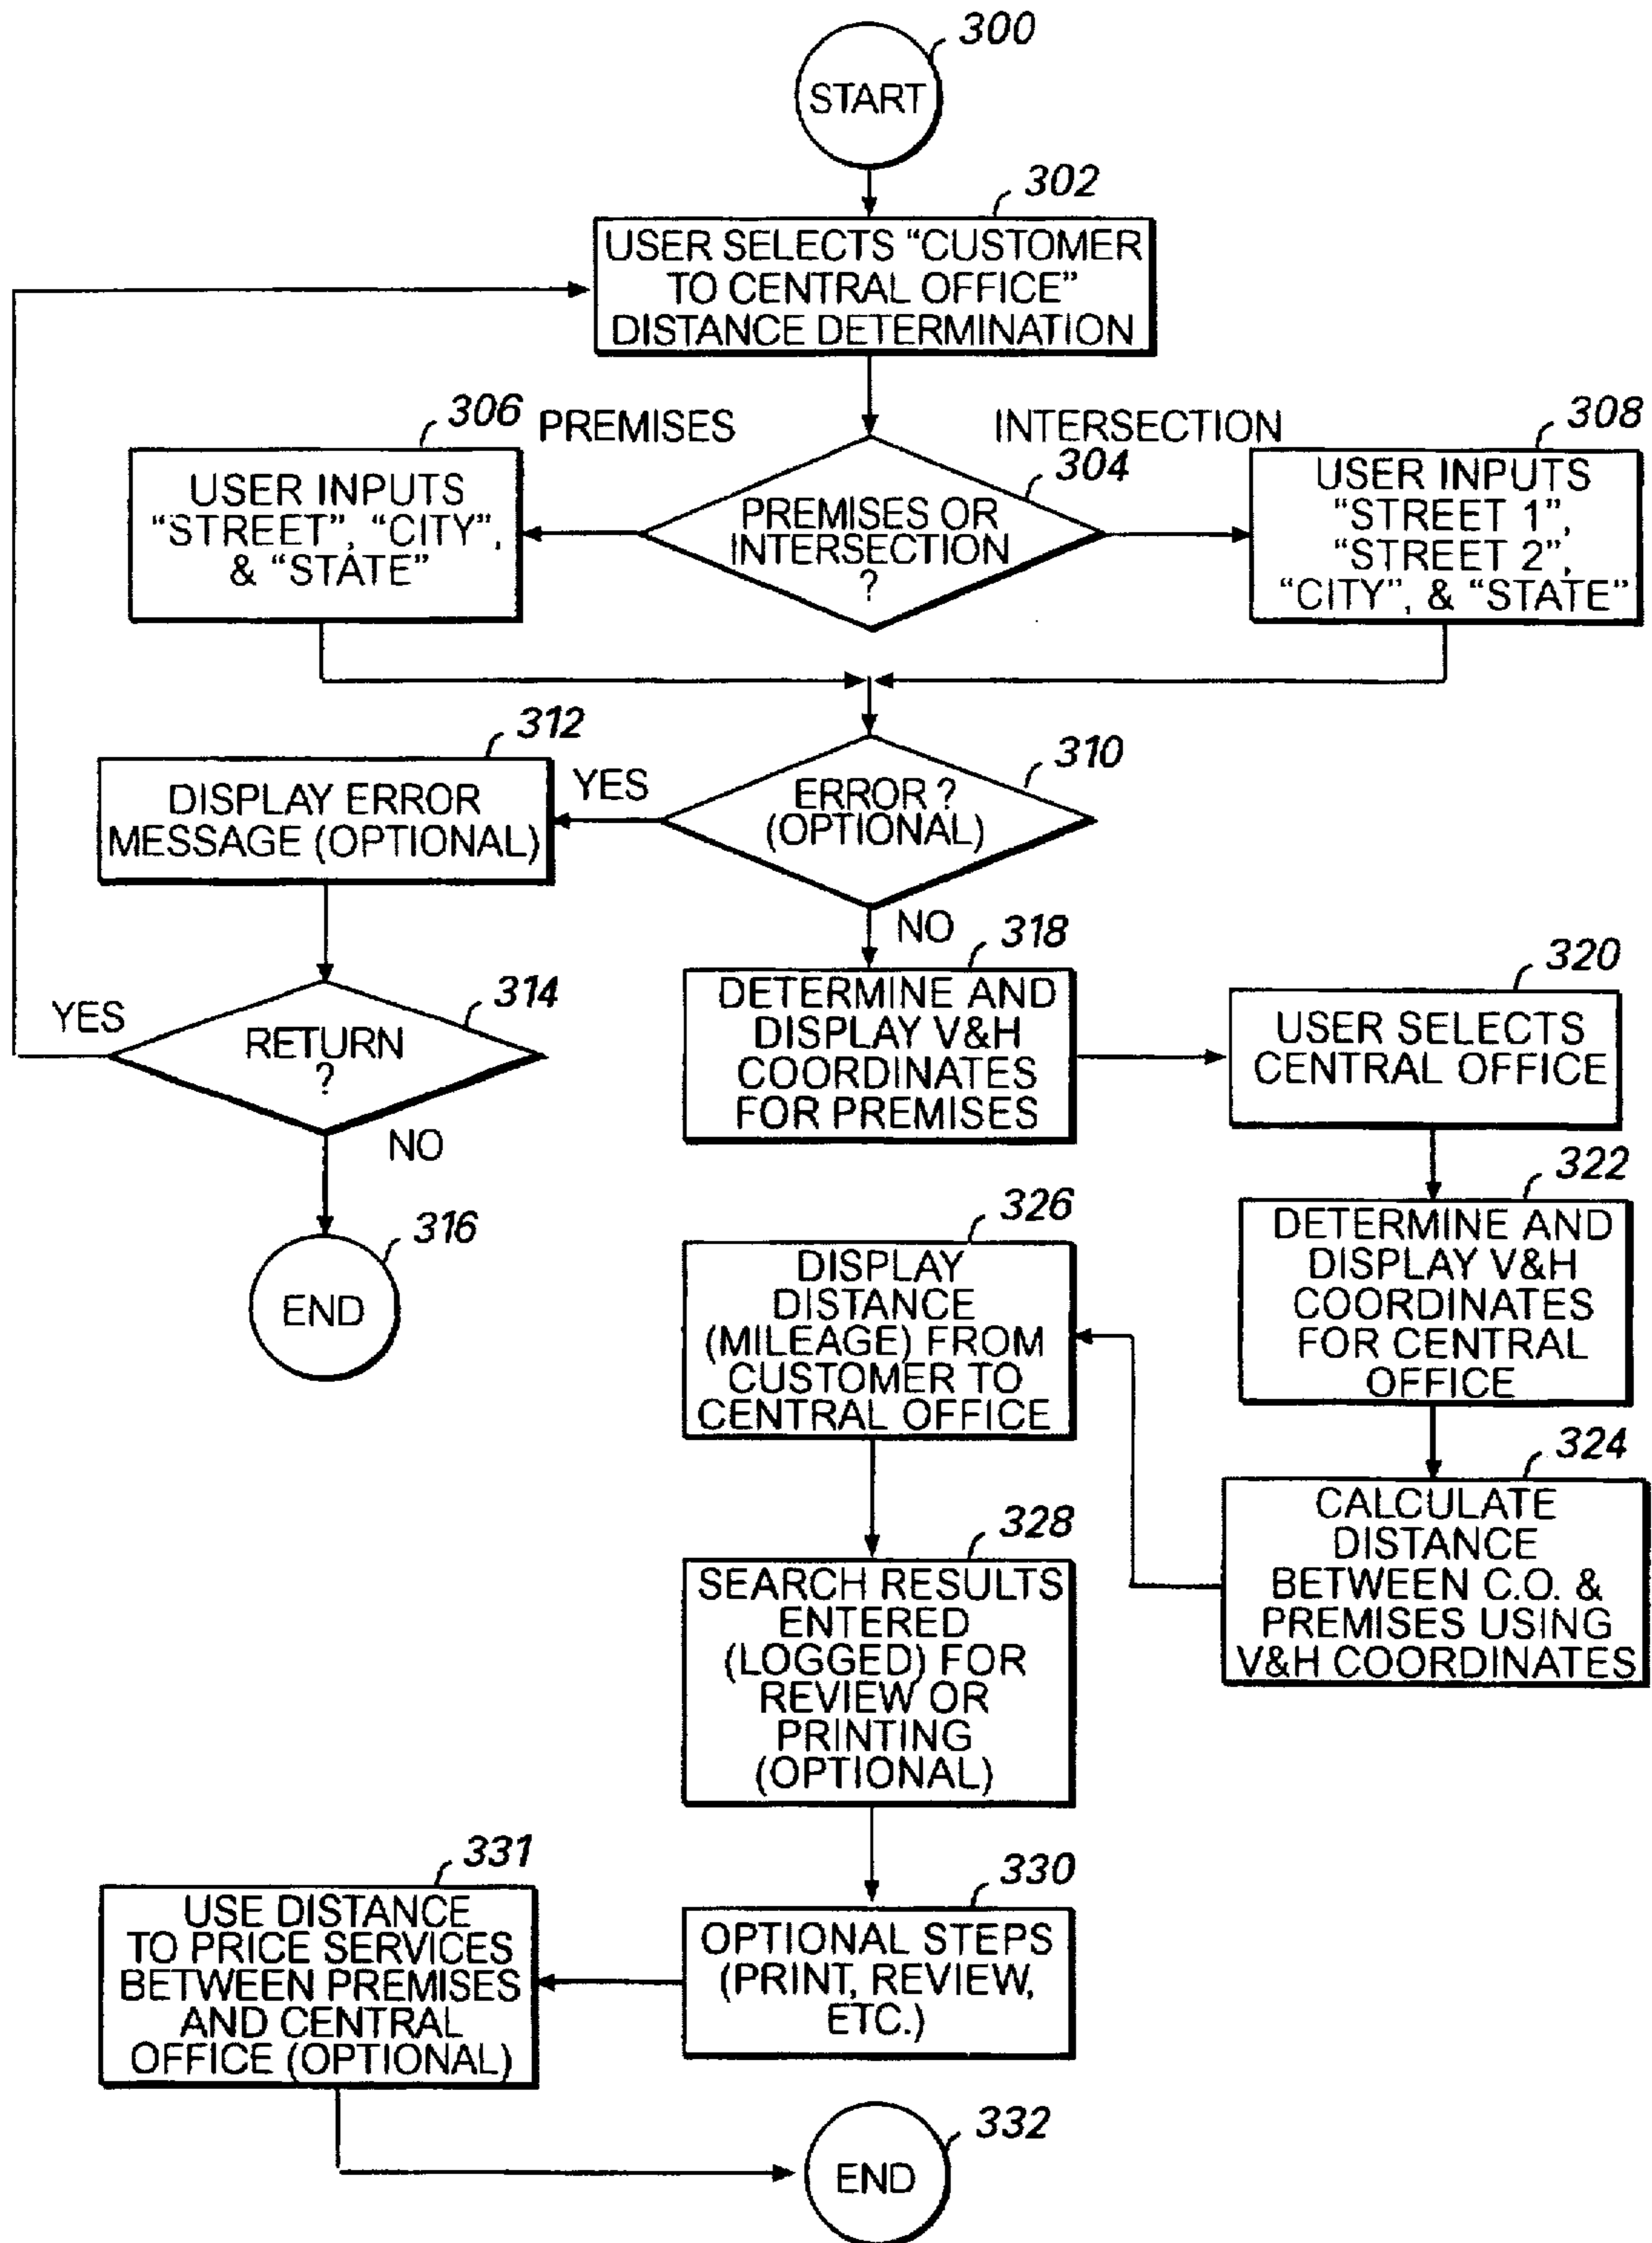 300
START
302
USER SELECTS “CUSTOMER
TO CENTRAL OFFICE”
DISTANCE DETERMINATION
306
PREMISES
INTERSECTION
308
304
USER INPUTS
“STREET”, “CITY”,
& “STATE”
PREMISES OR
INTERSECTION
?
USER INPUTS
“STREET 1”,
“STREET 2”,
“CITY”, & “STATE”
312
310
DISPLAY ERROR
MESSAGE (OPTIONAL)
YES
ERROR ?
(OPTIONAL)
NO
318
314
YES
RETURN
?
NO
DETERMINE AND
DISPLAY V&H
COORDINATES
FOR PREMISES
320
USER SELECTS
CENTRAL OFFICE
322
316
END
326
DISPLAY
DISTANCE
(MILEAGE) FROM
CUSTOMER TO
CENTRAL OFFICE
DETERMINE AND
DISPLAY V&H
COORDINATES
FOR CENTRAL
OFFICE
324
CALCULATE
DISTANCE
BETWEEN C.O. &
PREMISES USING
V&H COORDINATES
328
SEARCH RESULTS
ENTERED
(LOGGED) FOR
REVIEW OR
PRINTING
(OPTIONAL)
331
330
USE DISTANCE
TO PRICE SERVICES
BETWEEN PREMISES
AND CENTRAL
OFFICE (OPTIONAL)
OPTIONAL STEPS
(PRINT, REVIEW,
ETC.)
332
END